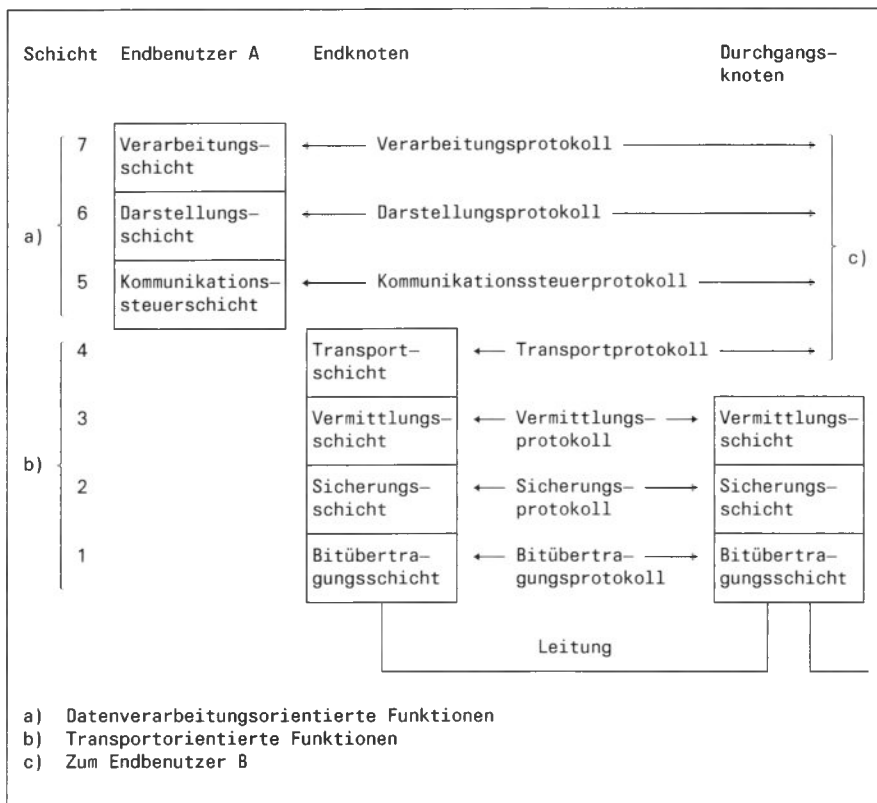 Schicht Endbenutzer A Endknoten Durchgangs–
knoten
7 Verarbeitungs– Verarbeitungsprotokoll
schicht
6 Darstellungs– Darstellungsprotokoll
schicht
a) c)
5 Kommunikations– Kommunikationssteuerprotokoll
steuerschicht
4 Transport– Transportprotokoll
schicht
3 Vermittlungs– Vermittlungs– Vermittlungs–
schicht protokoll schicht
b)
2 Sicherungs– Sicherungs– Sicherungs–
schicht protokoll schicht
1 Bitübertra– Bitübertra– Bitübertra–
gungsschicht gungsprotokoll gungsschicht
Leitung
a) Datenverarbeitungsorientierte Funktionen
b) Transportorientierte Funktionen
c) Zum Endbenutzer B